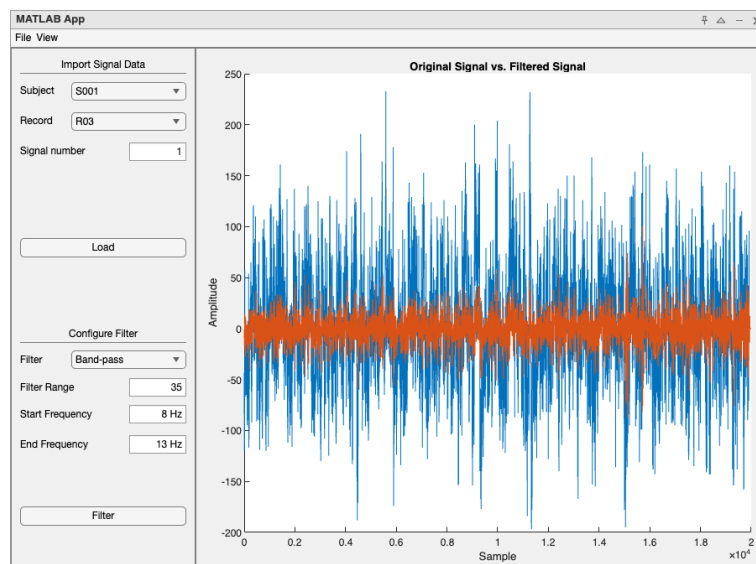 MATLAB App
File View
Import Signal Data
Subject S001
Record R03
Signal number 1
Load
Configure Filter
Filter Band-pass
Filter Range 35
Start Frequency 8 Hz
End Frequency 13 Hz
Filter
Original Signal vs. Filtered Signal
Amplitude
250
200
150
100
50
0
-50
-100
-150
-200
0 0.2 0.4 0.6 0.8 1 1.2 1.4 1.6 1.8 2
×10⁴
Sample